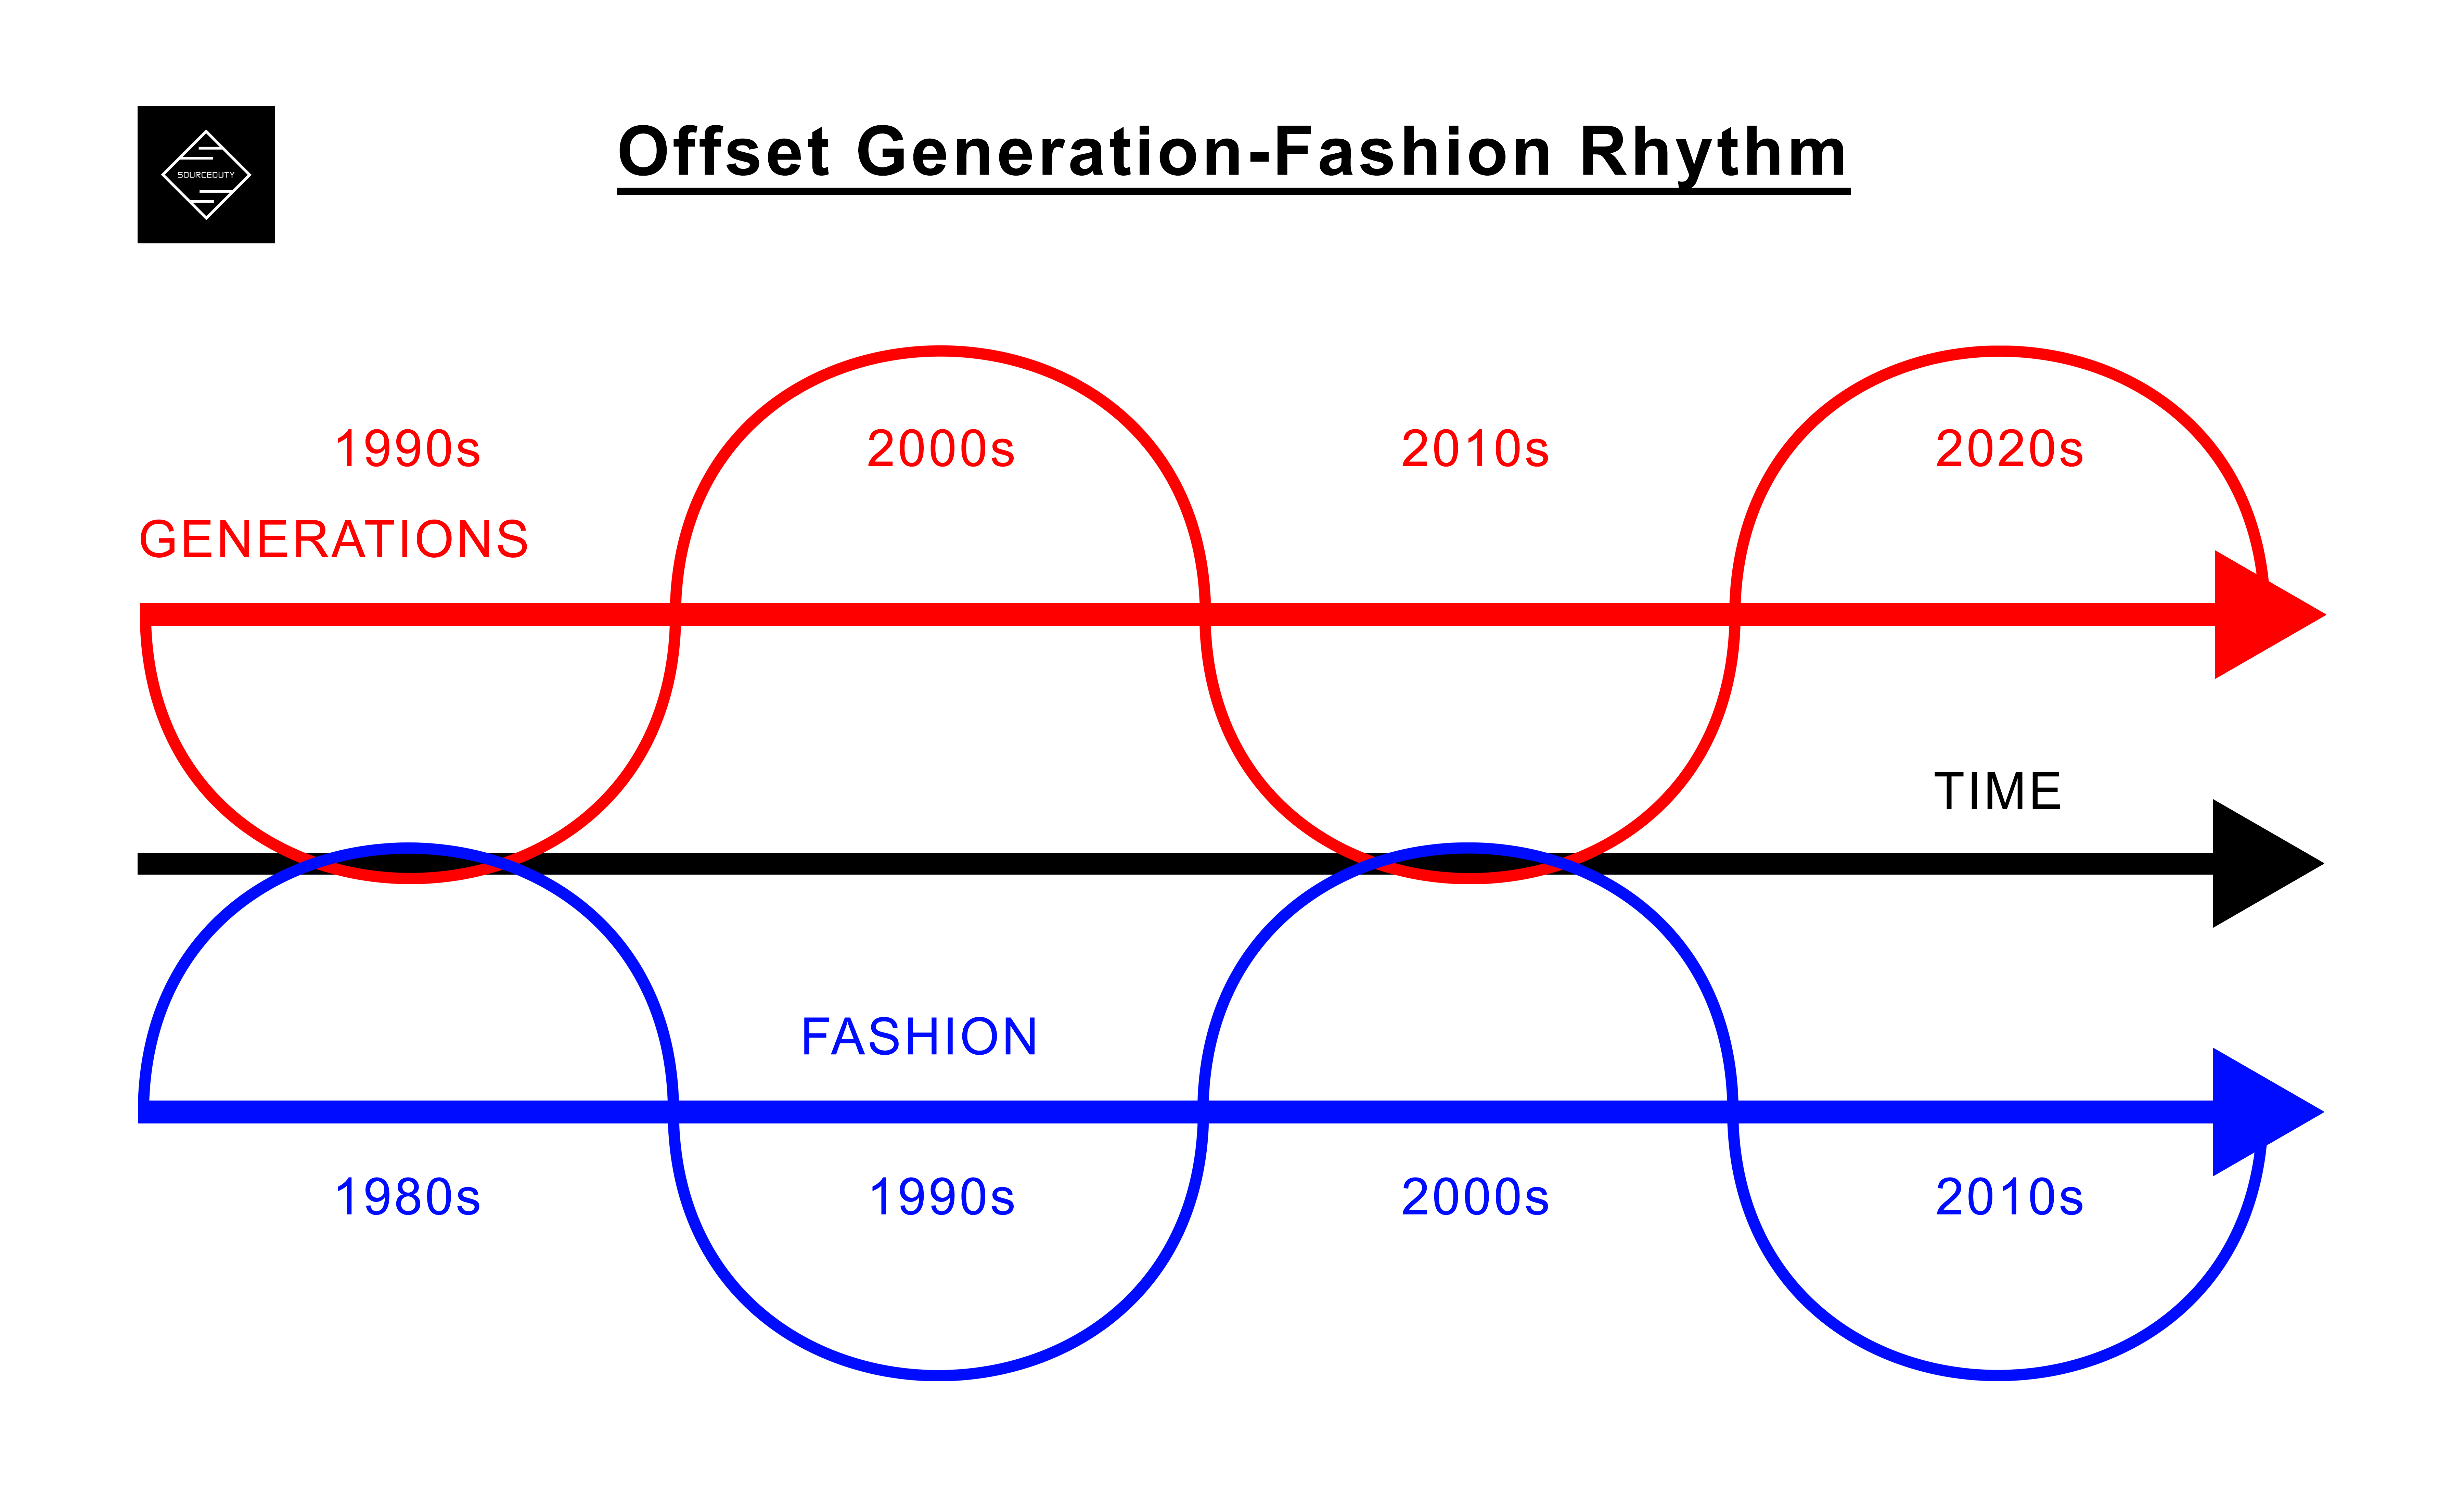 SOURCEDUTY
Offset Generation-Fashion Rhythm
1990s
2000s
2010s
2020s
GENERATIONS
TIME
FASHION
1980s
1990s
2000s
2010s